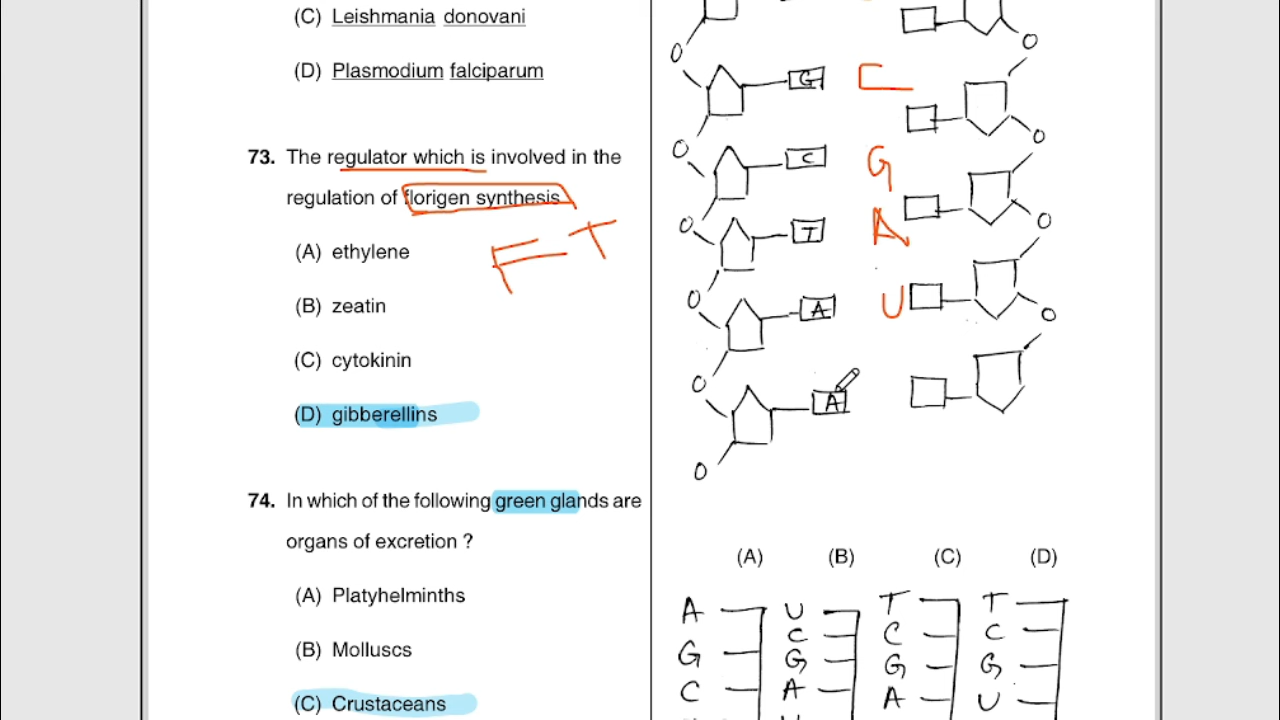 (C) Leishmania donovani
(D) Plasmodium falciparum
73. The regulator which is involved in the
regulation of florigen synthesis
(A) ethylene
(B) zeatin
(C) cytokinin
(D) gibberellins
F T
74. In which of the following green glands are
organs of excretion ?
(A) Platyhelminths
(B) Molluscs
(C) Crustaceans
O
O
G
C
O
O
C
G
O
O
T
A
O
A
U
O
O
A
O
(A) (B) (C) (D)
A U T T
C C C
G G G G
C A A U